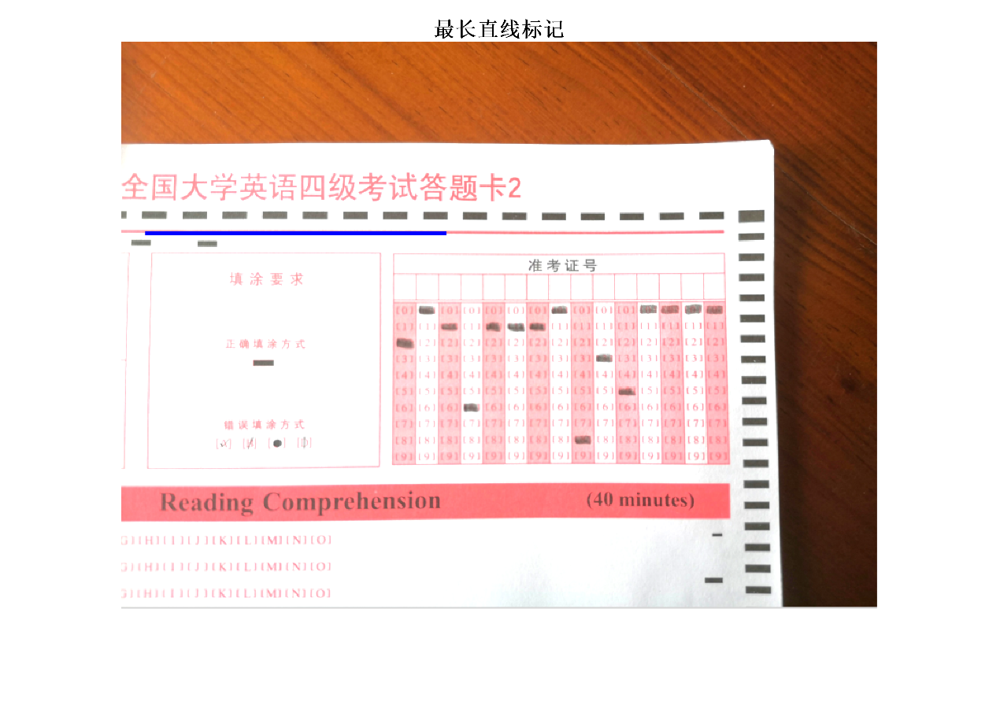 最长直线标记
全国大学英语四级考试答题卡2
填涂要求
正确填涂方式
错误填涂方式
准考证号
[0] [0] [0] [0] [0] [0]
[1] [1] [1] [1] [1] [1] [1] [1] [1] [1] [1]
[2] [2] [2] [2] [2] [2] [2] [2] [2] [2] [2] [2] [2] [2]
[3] [3] [3] [3] [3] [3] [3] [3] [3] [3] [3] [3] [3] [3]
[4] [4] [4] [4] [4] [4] [4] [4] [4] [4] [4] [4] [4] [4] [4]
[5] [5] [5] [5] [5] [5] [5] [5] [5] [5] [5] [5] [5] [5]
[6] [6] [6] [6] [6] [6] [6] [6] [6] [6] [6] [6] [6] [6]
[7] [7] [7] [7] [7] [7] [7] [7] [7] [7] [7] [7] [7] [7] [7]
[8] [8] [8] [8] [8] [8] [8] [8] [8] [8] [8] [8] [8] [8]
[9] [9] [9] [9] [9] [9] [9] [9] [9] [9] [9] [9] [9] [9] [9]
Reading Comprehension (40 minutes)
[H] [I] [J] [K] [L] [M] [N] [O]
[H] [I] [J] [K] [L] [M] [N] [O]
[H] [I] [J] [K] [L] [M] [N] [O]